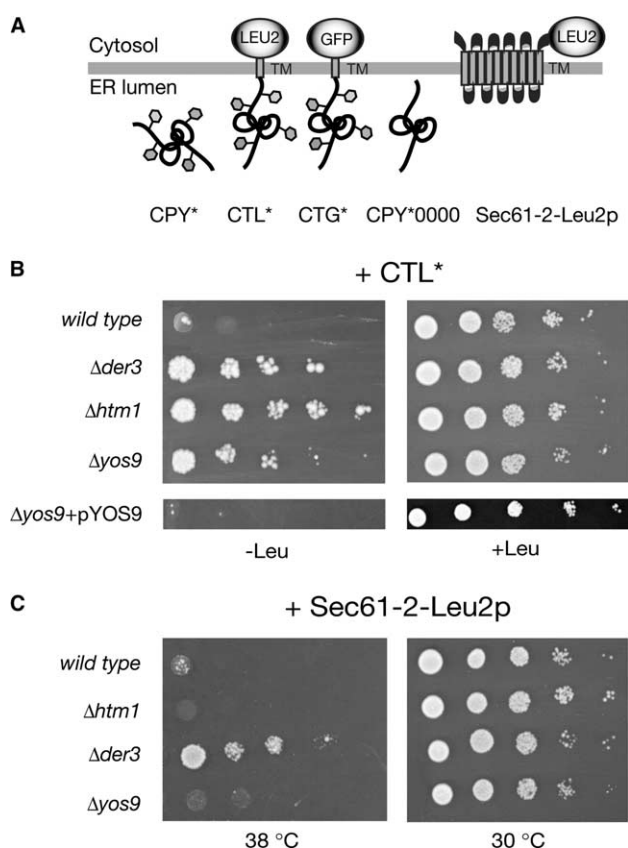 A
Cytosol
LEU2
GFP
LEU2
TM
TM
TM
ER lumen
CPY* CTL* CTG* CPY*0000 Sec61-2-Leu2p
B
+ CTL*
wild type
Δder3
Δhtm1
Δyos9
Δyos9+pYOS9
-Leu +Leu
C
+ Sec61-2-Leu2p
wild type
Δhtm1
Δder3
Δyos9
38 °C 30 °C